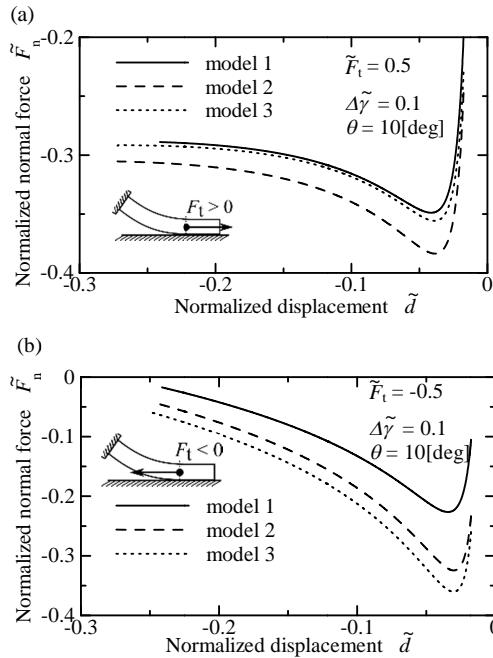 (a)
Normalized normal force F̃n
-0.2
-0.3
-0.4
model 1
model 2
model 3
F̃t = 0.5
Δγ̃ = 0.1
θ = 10[deg]
Ft > 0
-0.3 -0.2 -0.1 0
Normalized displacement d̃
(b)
Normalized normal force F̃n
0
-0.1
-0.2
-0.3
-0.4
F̃t = -0.5
Δγ̃ = 0.1
θ = 10[deg]
Ft < 0
model 1
model 2
model 3
-0.3 -0.2 -0.1 0
Normalized displacement d̃